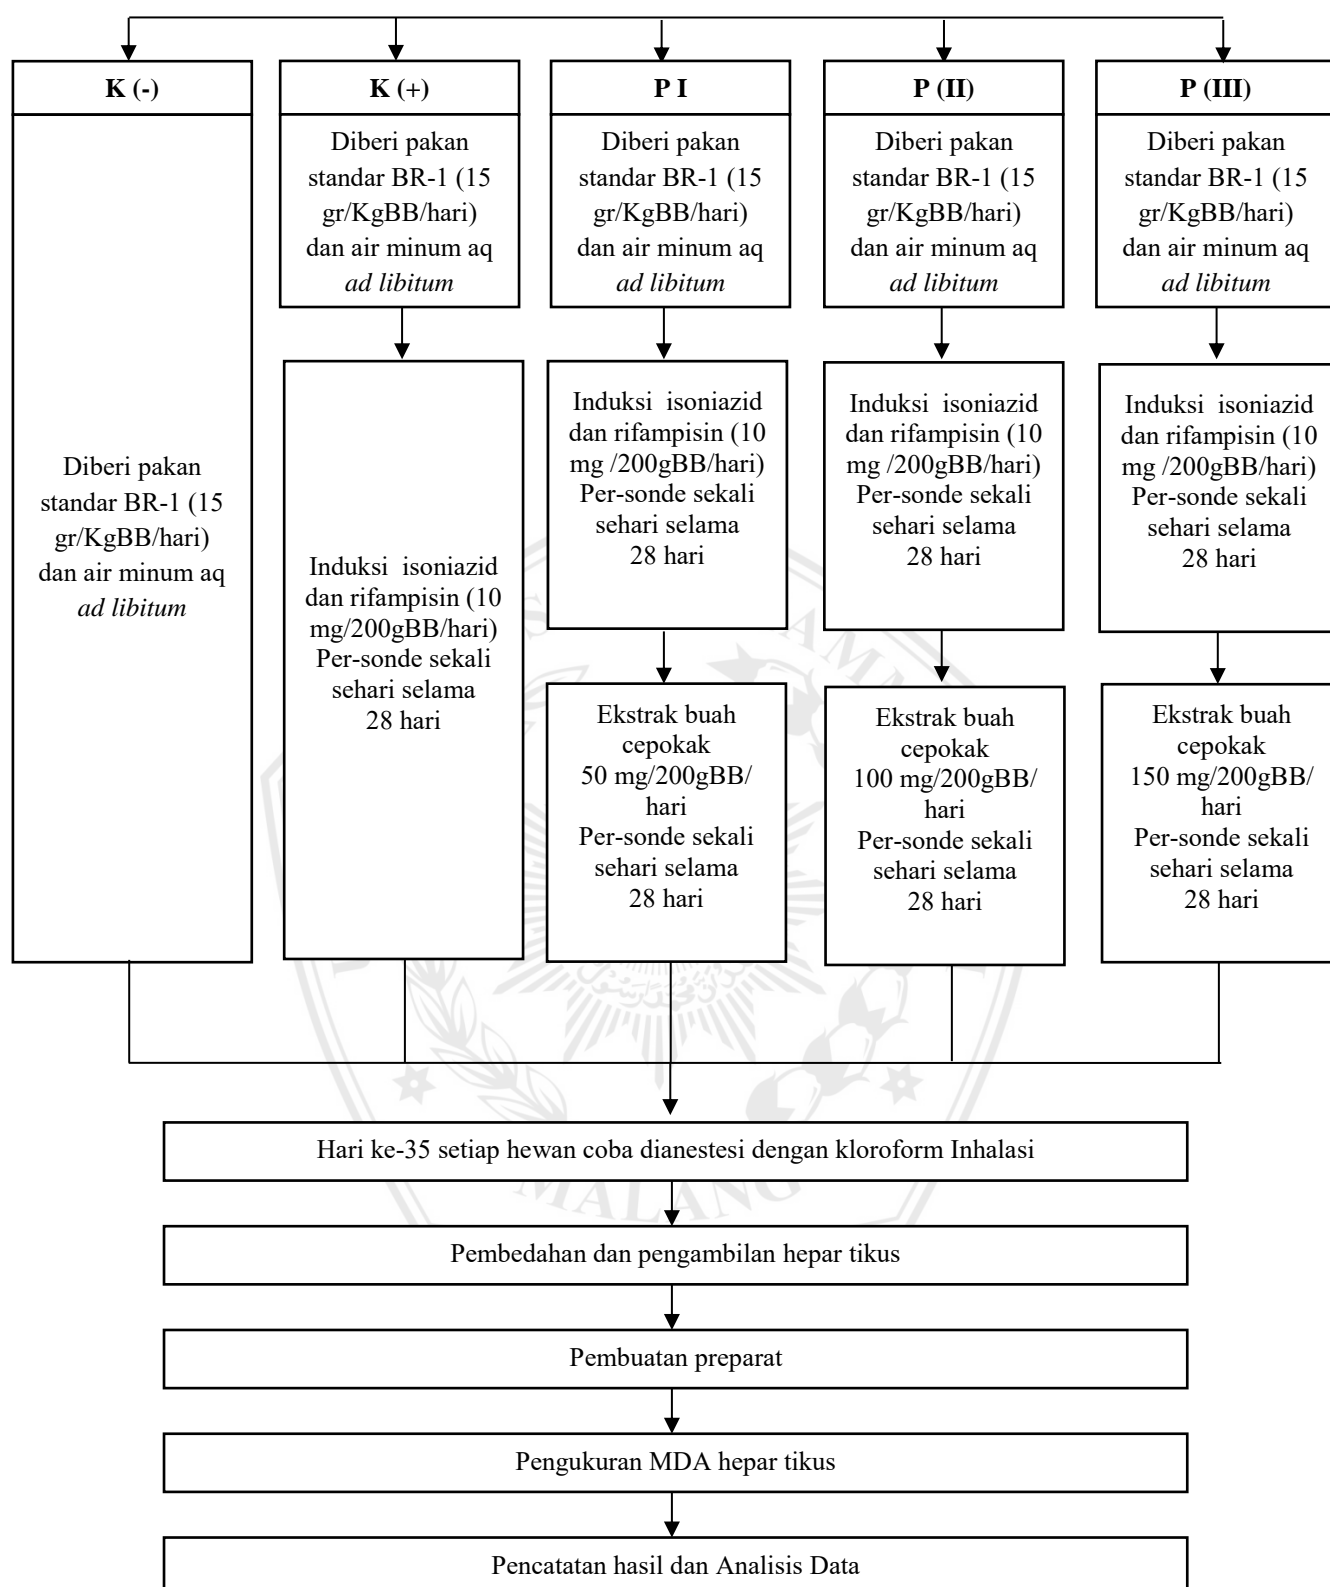 K (-)
Diberi pakan
standar BR-1 (15
gr/KgBB/hari)
dan air minum aq
ad libitum
K (+)
Diberi pakan
standar BR-1 (15
gr/KgBB/hari)
dan air minum aq
ad libitum
Induksi isoniazid
dan rifampisin (10
mg/200gBB/hari)
Per-sonde sekali
sehari selama
28 hari
P I
Diberi pakan
standar BR-1 (15
gr/KgBB/hari)
dan air minum aq
ad libitum
Induksi isoniazid
dan rifampisin (10
mg /200gBB/hari)
Per-sonde sekali
sehari selama
28 hari
Ekstrak buah
cepokak
50 mg/200gBB/
hari
Per-sonde sekali
sehari selama
28 hari
P (II)
Diberi pakan
standar BR-1 (15
gr/KgBB/hari)
dan air minum aq
ad libitum
Induksi isoniazid
dan rifampisin (10
mg /200gBB/hari)
Per-sonde sekali
sehari selama
28 hari
Ekstrak buah
cepokak
100 mg/200gBB/
hari
Per-sonde sekali
sehari selama
28 hari
P (III)
Diberi pakan
standar BR-1 (15
gr/KgBB/hari)
dan air minum aq
ad libitum
Induksi isoniazid
dan rifampisin (10
mg /200gBB/hari)
Per-sonde sekali
sehari selama
28 hari
Ekstrak buah
cepokak
150 mg/200gBB/
hari
Per-sonde sekali
sehari selama
28 hari
Hari ke-35 setiap hewan coba dianestesi dengan kloroform Inhalasi
MALANG
Pembedahan dan pengambilan hepar tikus
Pembuatan preparat
Pengukuran MDA hepar tikus
Pencatatan hasil dan Analisis Data